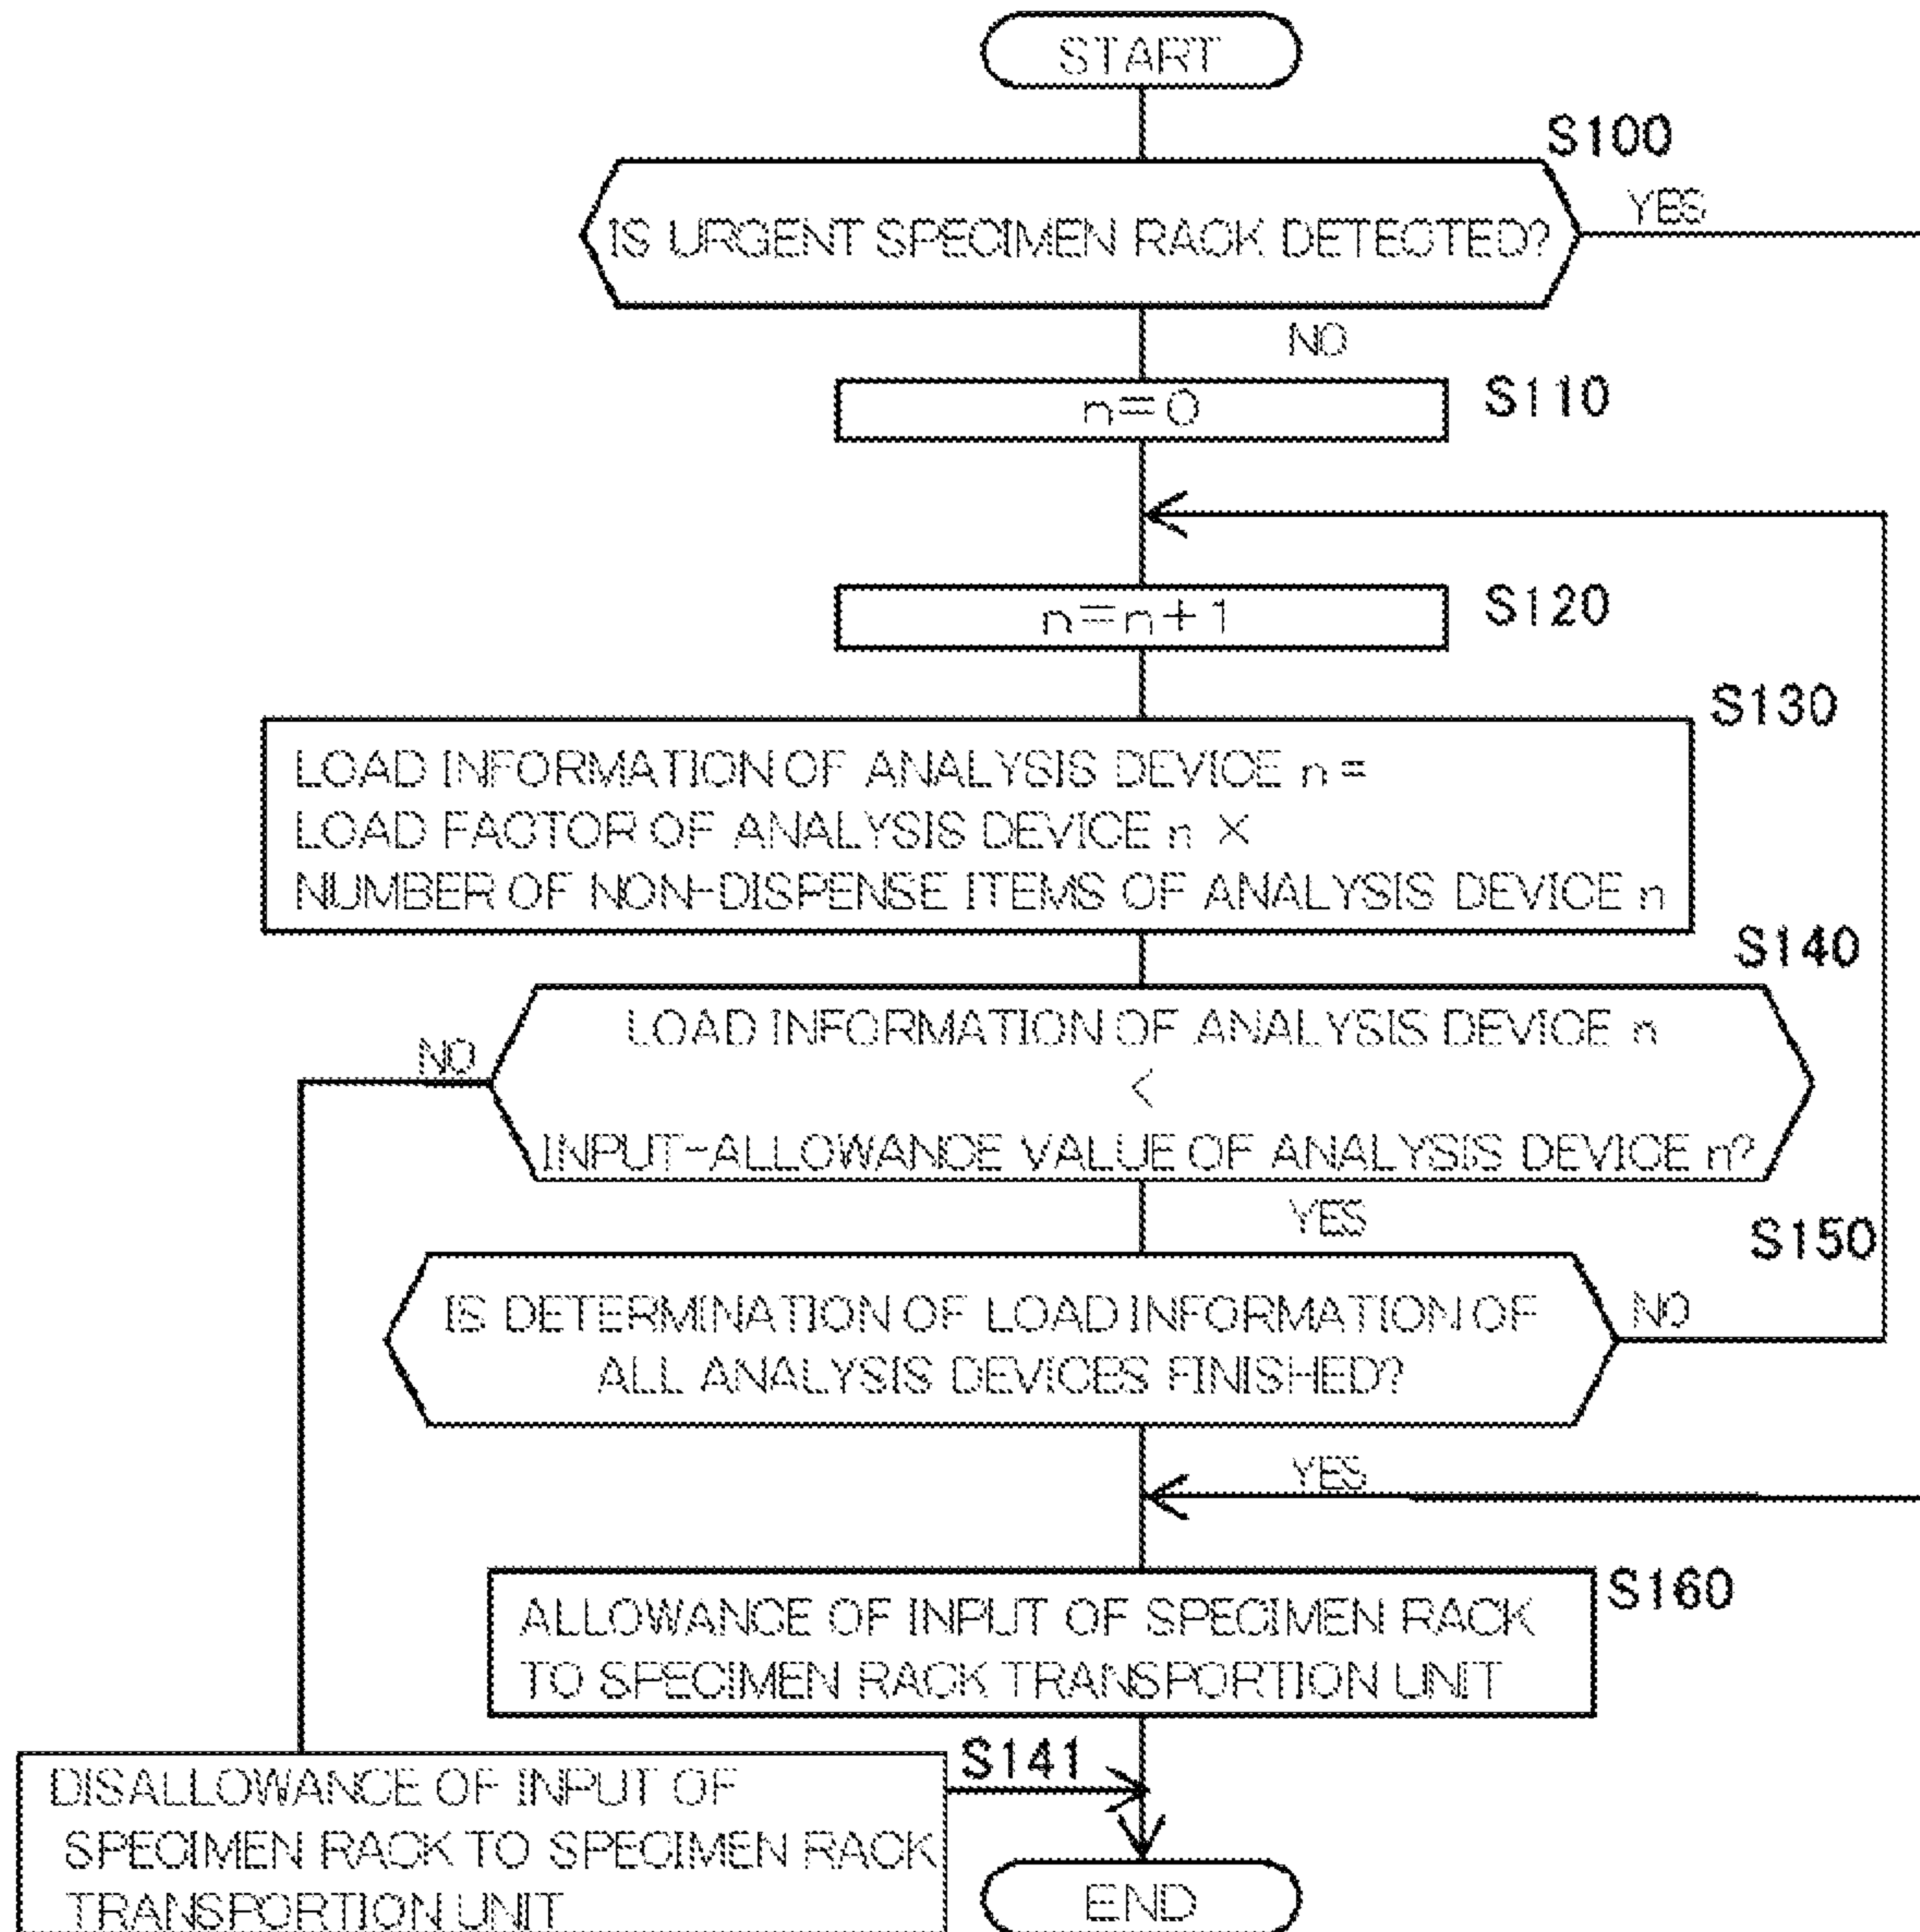 START
S100
IS URGENT SPECIMEN RACK DETECTED?
YES
NO
n=0
S110
n=n+1
S120
S130
LOAD INFORMATION OF ANALYSIS DEVICE n =
LOAD FACTOR OF ANALYSIS DEVICE n ×
NUMBER OF NON-DISPENSE ITEMS OF ANALYSIS DEVICE n
S140
NO
LOAD INFORMATION OF ANALYSIS DEVICE n
<
INPUT-ALLOWANCE VALUE OF ANALYSIS DEVICE n?
YES
S150
IS DETERMINATION OF LOAD INFORMATION OF
ALL ANALYSIS DEVICES FINISHED?
NO
YES
S160
ALLOWANCE OF INPUT OF SPECIMEN RACK
TO SPECIMEN RACK TRANSPORTION UNIT
S141
DISALLOWANCE OF INPUT OF
SPECIMEN RACK TO SPECIMEN RACK
TRANSPORTION UNIT
END